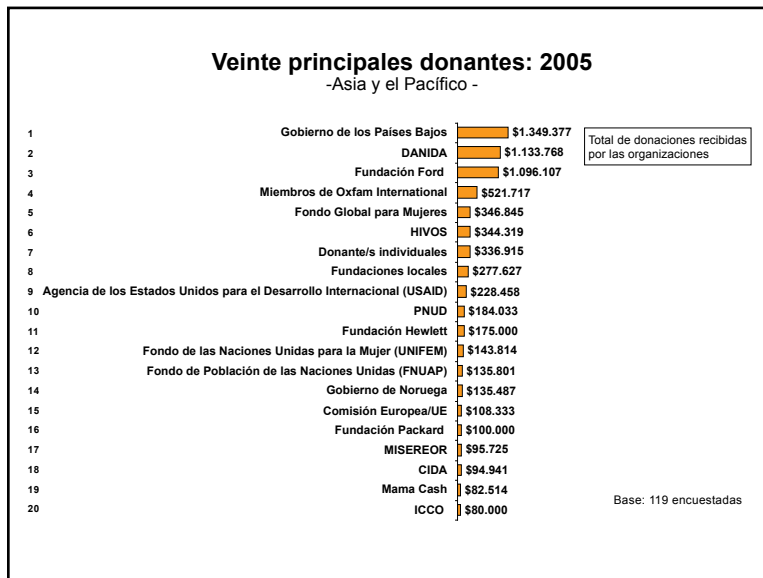 Veinte principales donantes: 2005
-Asia y el Pacífico -
Total de donaciones recibidas
por las organizaciones
1 Gobierno de los Países Bajos $1.349.377
2 DANIDA $1.133.768
3 Fundación Ford $1.096.107
4 Miembros de Oxfam International $521.717
5 Fondo Global para Mujeres $346.845
6 HIVOS $344.319
7 Donante/s individuales $336.915
8 Fundaciones locales $277.627
9 Agencia de los Estados Unidos para el Desarrollo Internacional (USAID) $228.458
10 PNUD $184.033
11 Fundación Hewlett $175.000
12 Fondo de las Naciones Unidas para la Mujer (UNIFEM) $143.814
13 Fondo de Población de las Naciones Unidas (FNUAP) $135.801
14 Gobierno de Noruega $135.487
15 Comisión Europea/UE $108.333
16 Fundación Packard $100.000
17 MISEREOR $95.725
18 CIDA $94.941
19 Mama Cash $82.514
20 ICCO $80.000
Base: 119 encuestadas